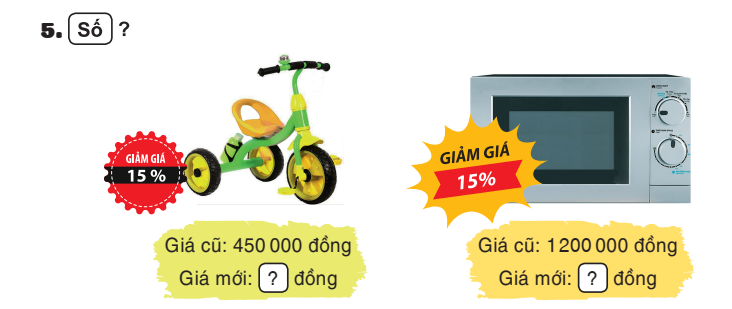 5. Số ?
GIẢM GIÁ
15 %
GIẢM GIÁ
15%
Giá cũ: 450 000 đồng
Giá mới: ? đồng
Giá cũ: 1 200 000 đồng
Giá mới: ? đồng